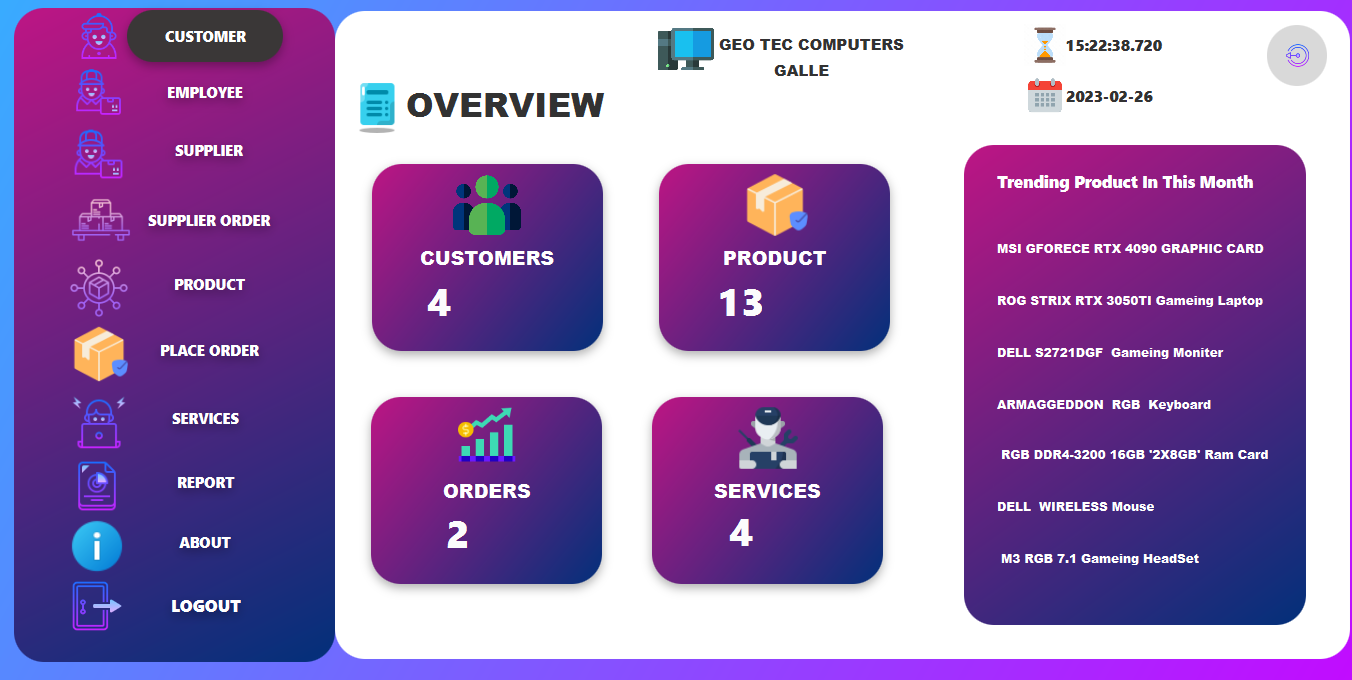 CUSTOMER
EMPLOYEE
SUPPLIER
SUPPLIER ORDER
PRODUCT
PLACE ORDER
SERVICES
REPORT
ABOUT
LOGOUT
GEO TEC COMPUTERS
GALLE
15:22:38.720
2023-02-26
OVERVIEW
CUSTOMERS
4
PRODUCT
13
ORDERS
2
SERVICES
4
Trending Product In This Month
MSI GFORECE RTX 4090 GRAPHIC CARD
ROG STRIX RTX 3050TI Gameing Laptop
DELL S2721DGF  Gameing Moniter
ARMAGGEDDON  RGB  Keyboard
RGB DDR4-3200 16GB '2X8GB' Ram Card
DELL  WIRELESS Mouse
M3 RGB 7.1 Gameing HeadSet